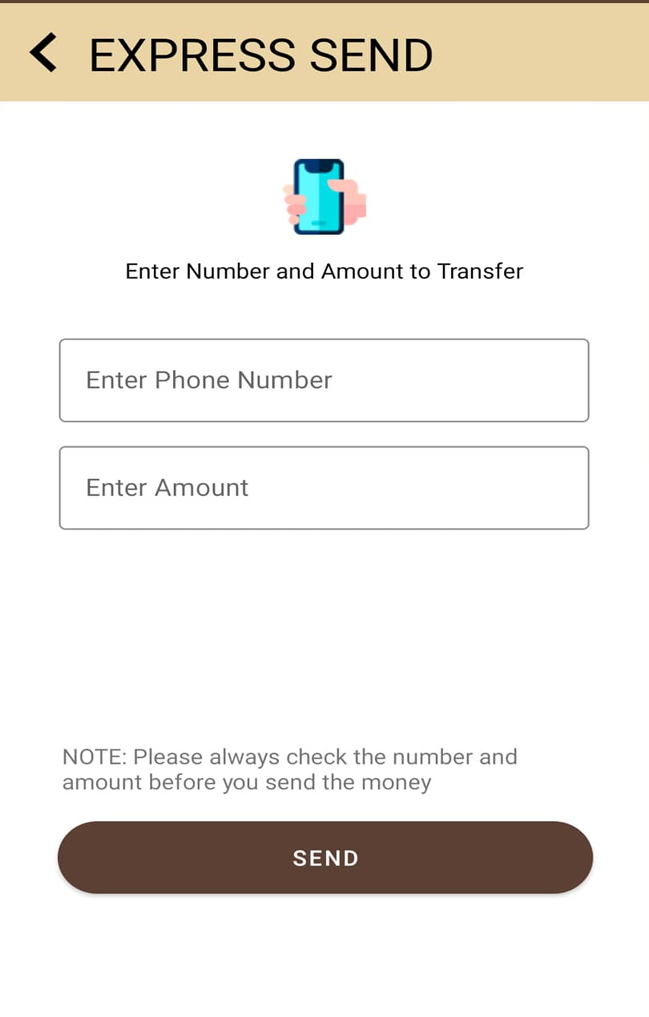 EXPRESS SEND
Enter Number and Amount to Transfer
Enter Phone Number
Enter Amount
NOTE: Please always check the number and
amount before you send the money
SEND